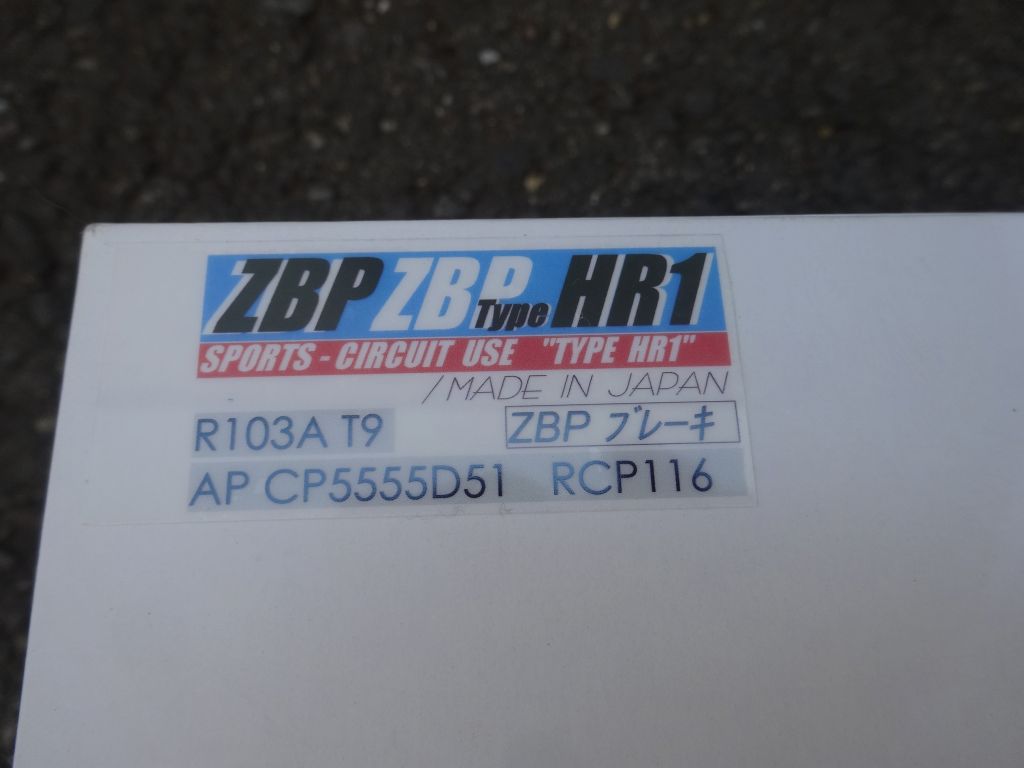 ZBP ZBP Type HR1
SPORTS - CIRCUIT USE "TYPE HR1"
/MADE IN JAPAN
R103A T9 ZBP ブレーキ
AP CP5555D51 RCP116